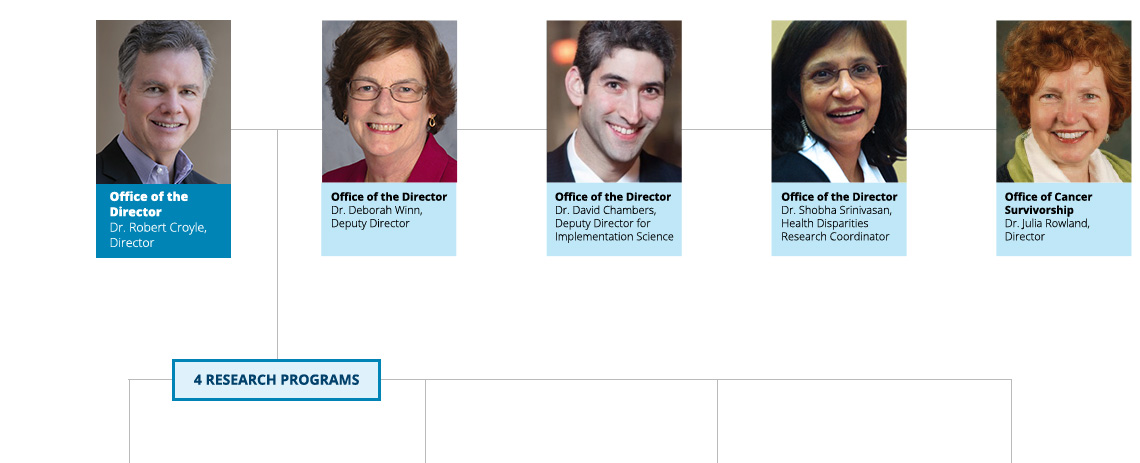 Office of the
Director
Dr. Robert Croyle,
Director
Office of the Director
Dr. Deborah Winn,
Deputy Director
Office of the Director
Dr. David Chambers,
Deputy Director for
Implementation Science
Office of the Director
Dr. Shobha Srinivasan,
Health Disparities
Research Coordinator
Office of Cancer
Survivorship
Dr. Julia Rowland,
Director
4 RESEARCH PROGRAMS